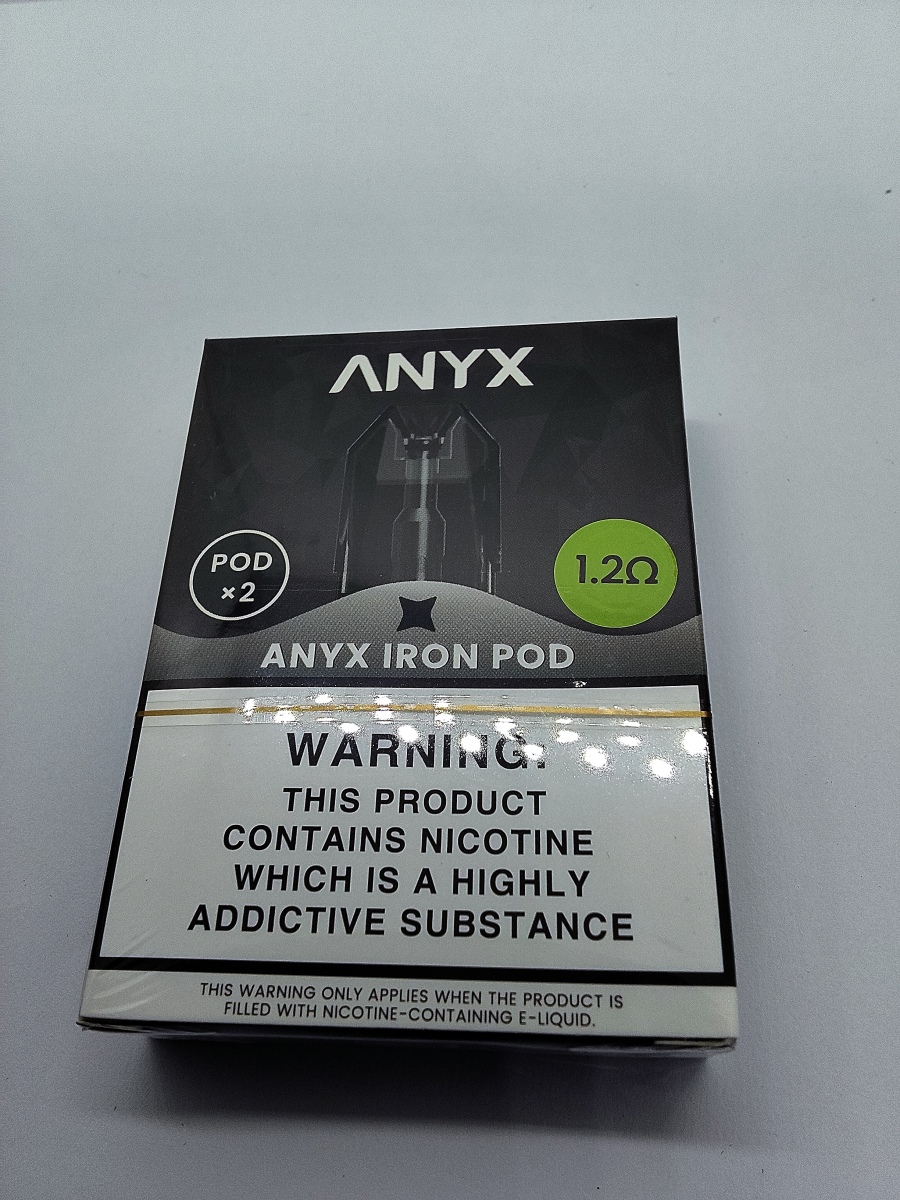 ANYX
POD
×2
1.2Ω
ANYX IRON POD
WARNING:
THIS PRODUCT
CONTAINS NICOTINE
WHICH IS A HIGHLY
ADDICTIVE SUBSTANCE
THIS WARNING ONLY APPLIES WHEN THE PRODUCT IS
FILLED WITH NICOTINE-CONTAINING E-LIQUID.